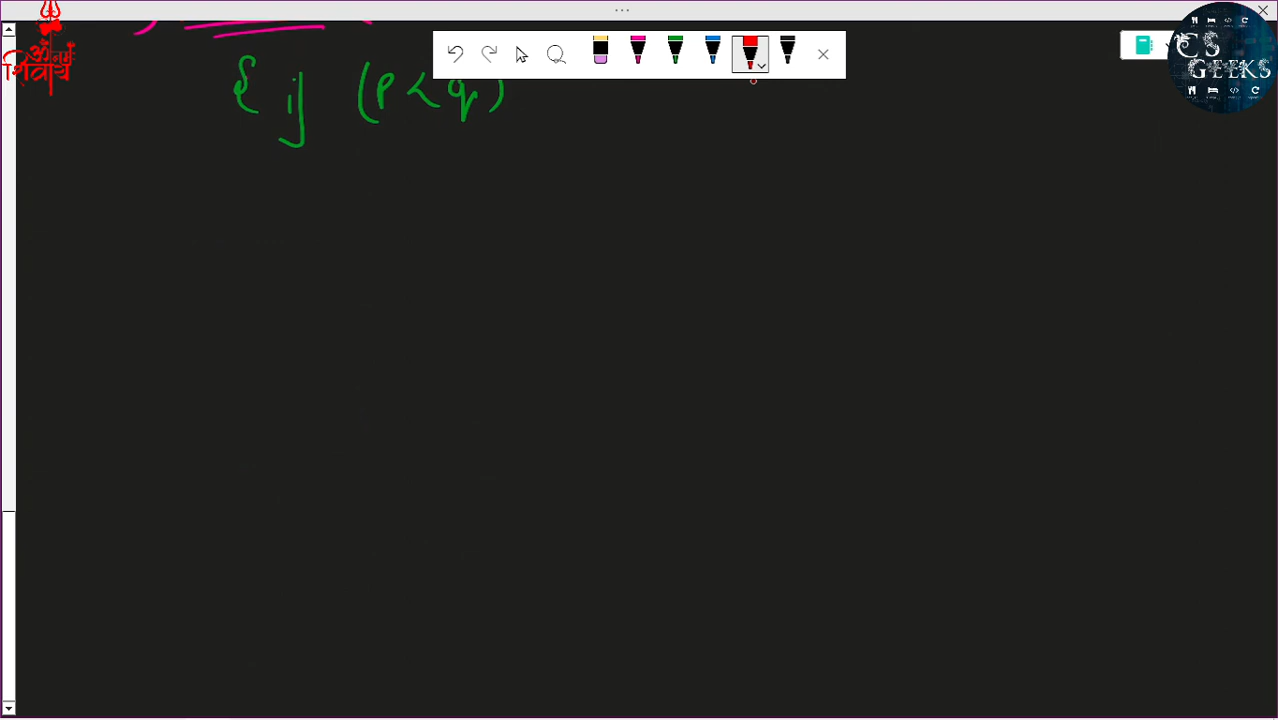 ॐ नमः
शिवाय
CS
GEEKS
{ if (p<q)